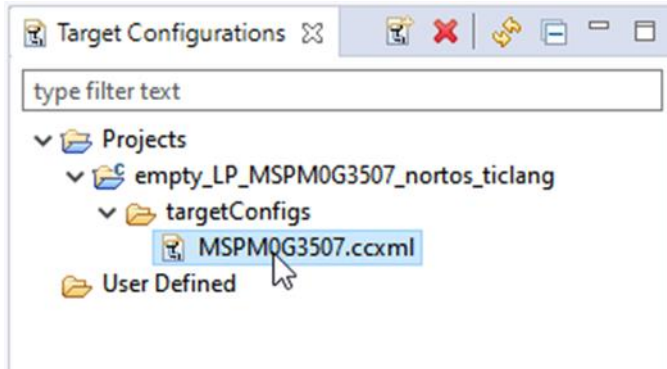 Target Configurations
type filter text
Projects
empty_LP_MSPM0G3507_nortos_ticlang
targetConfigs
MSPM0G3507.ccxml
User Defined